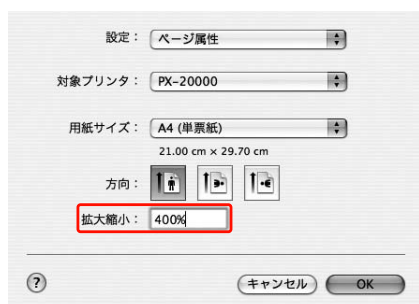 設定： ページ属性
対象プリンタ： PX-20000
用紙サイズ： A4 (単票紙)
21.00 cm × 29.70 cm
方向：
拡大縮小： 400%
? キャンセル OK